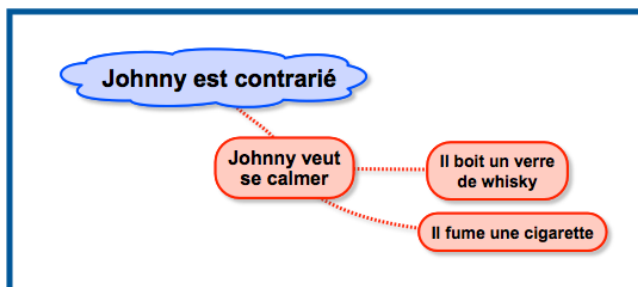 Johnny est contrarié
Johnny veut
se calmer
Il boit un verre
de whisky
Il fume une cigarette